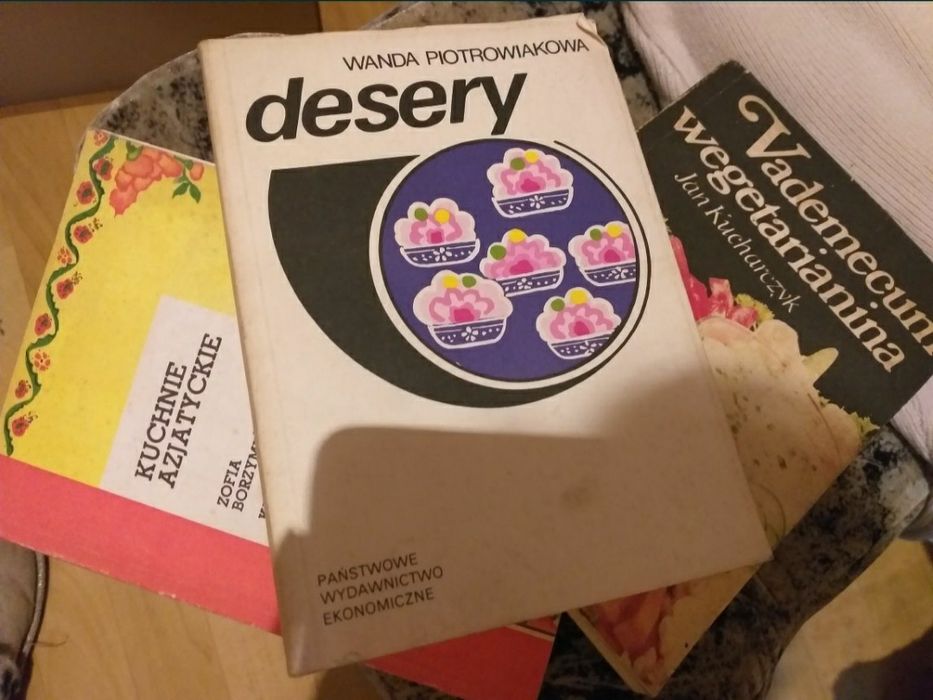 WANDA PIOTROWIAKOWA
desery
PAŃSTWOWE
WYDAWNICTWO
EKONOMICZNE
KUCHNIE
AZJATYCKIE
ZOFIA
Vademecum
wegetarianina
Jan Kucharczyk